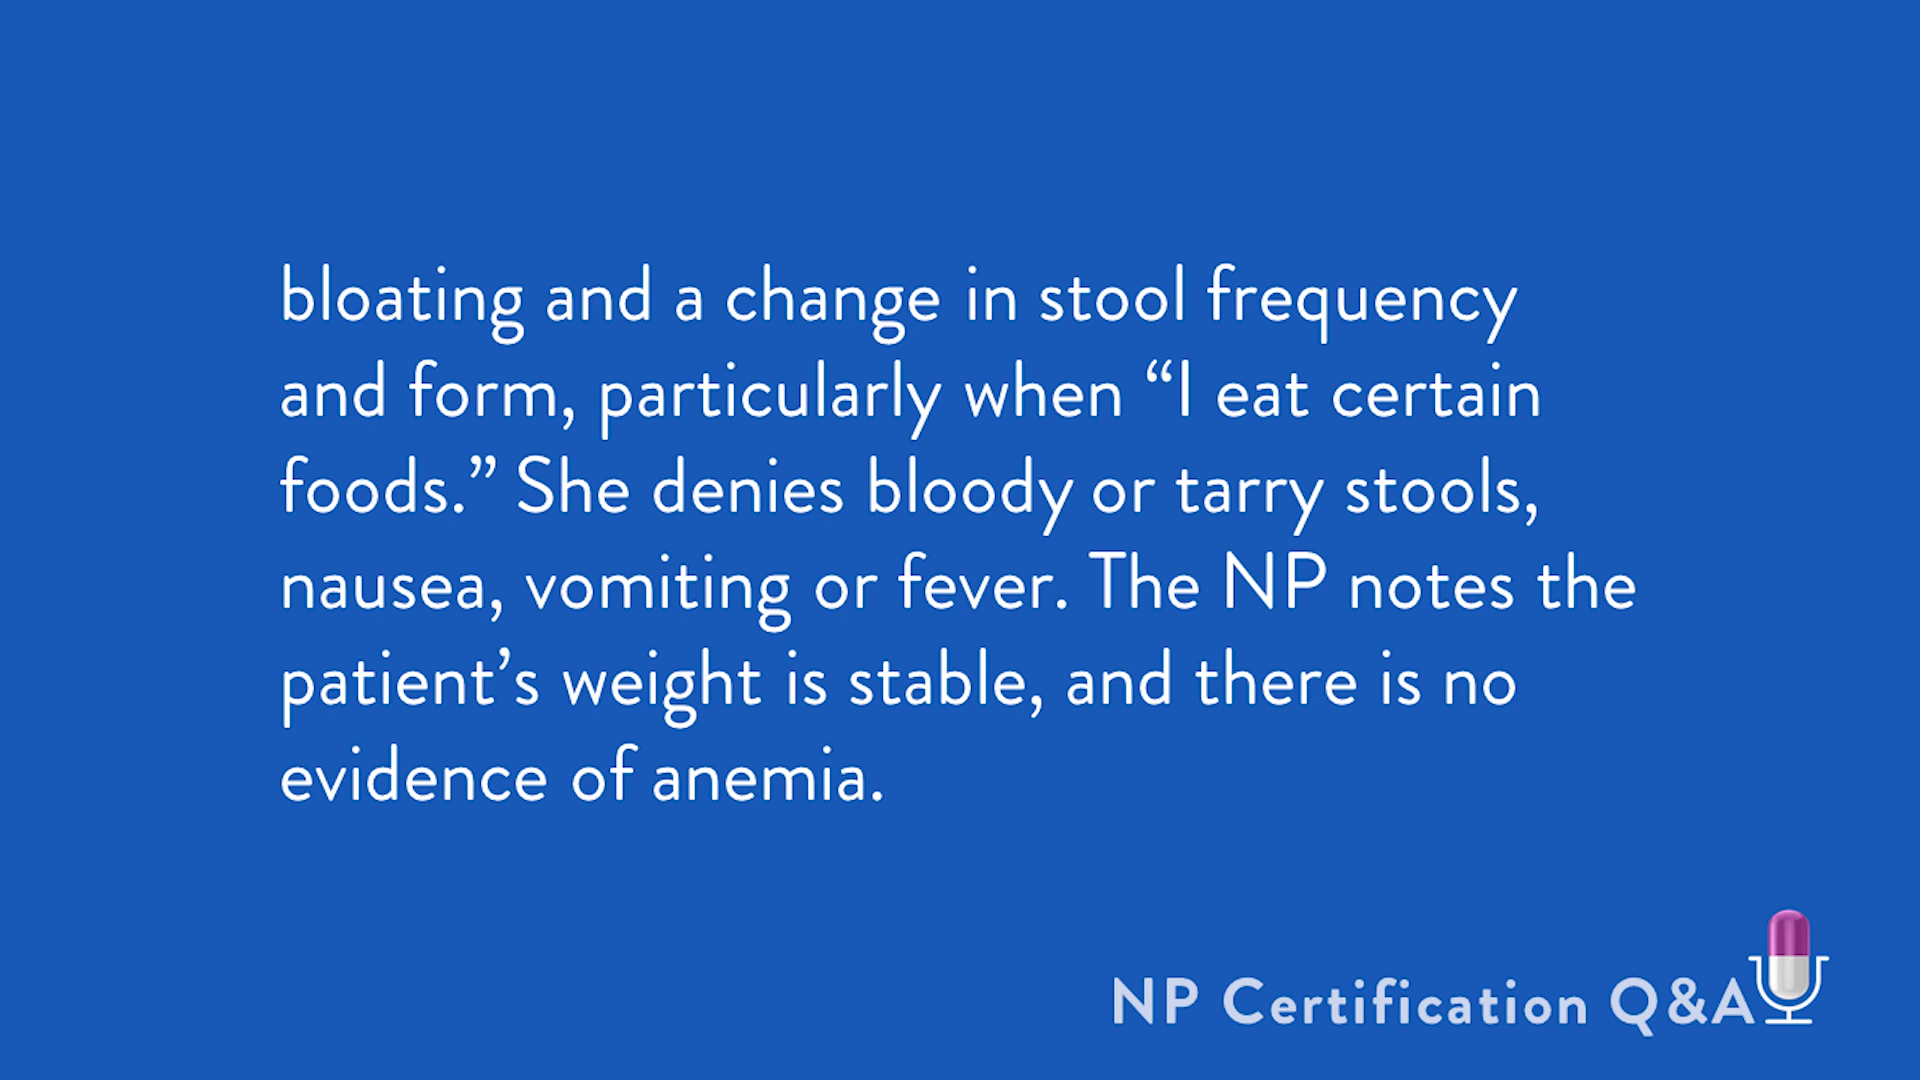 bloating and a change in stool frequency
and form, particularly when “I eat certain
foods.” She denies bloody or tarry stools,
nausea, vomiting or fever. The NP notes the
patient’s weight is stable, and there is no
evidence of anemia.
NP Certification Q&A